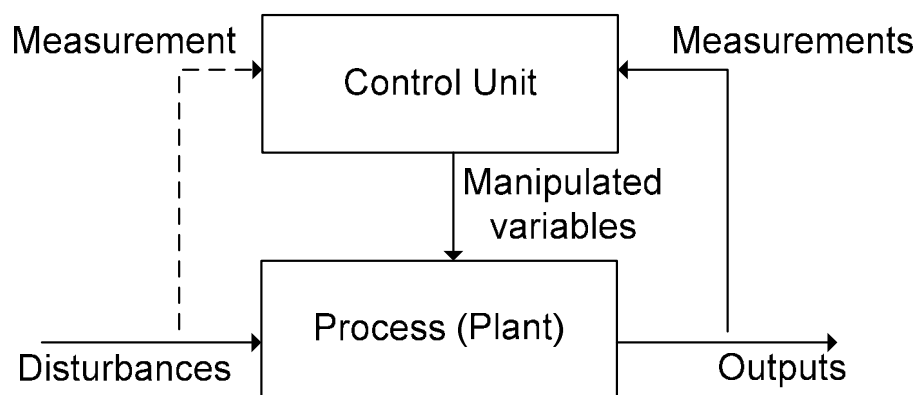 Measurement
Measurements
Control Unit
Manipulated
variables
Process (Plant)
Disturbances
Outputs